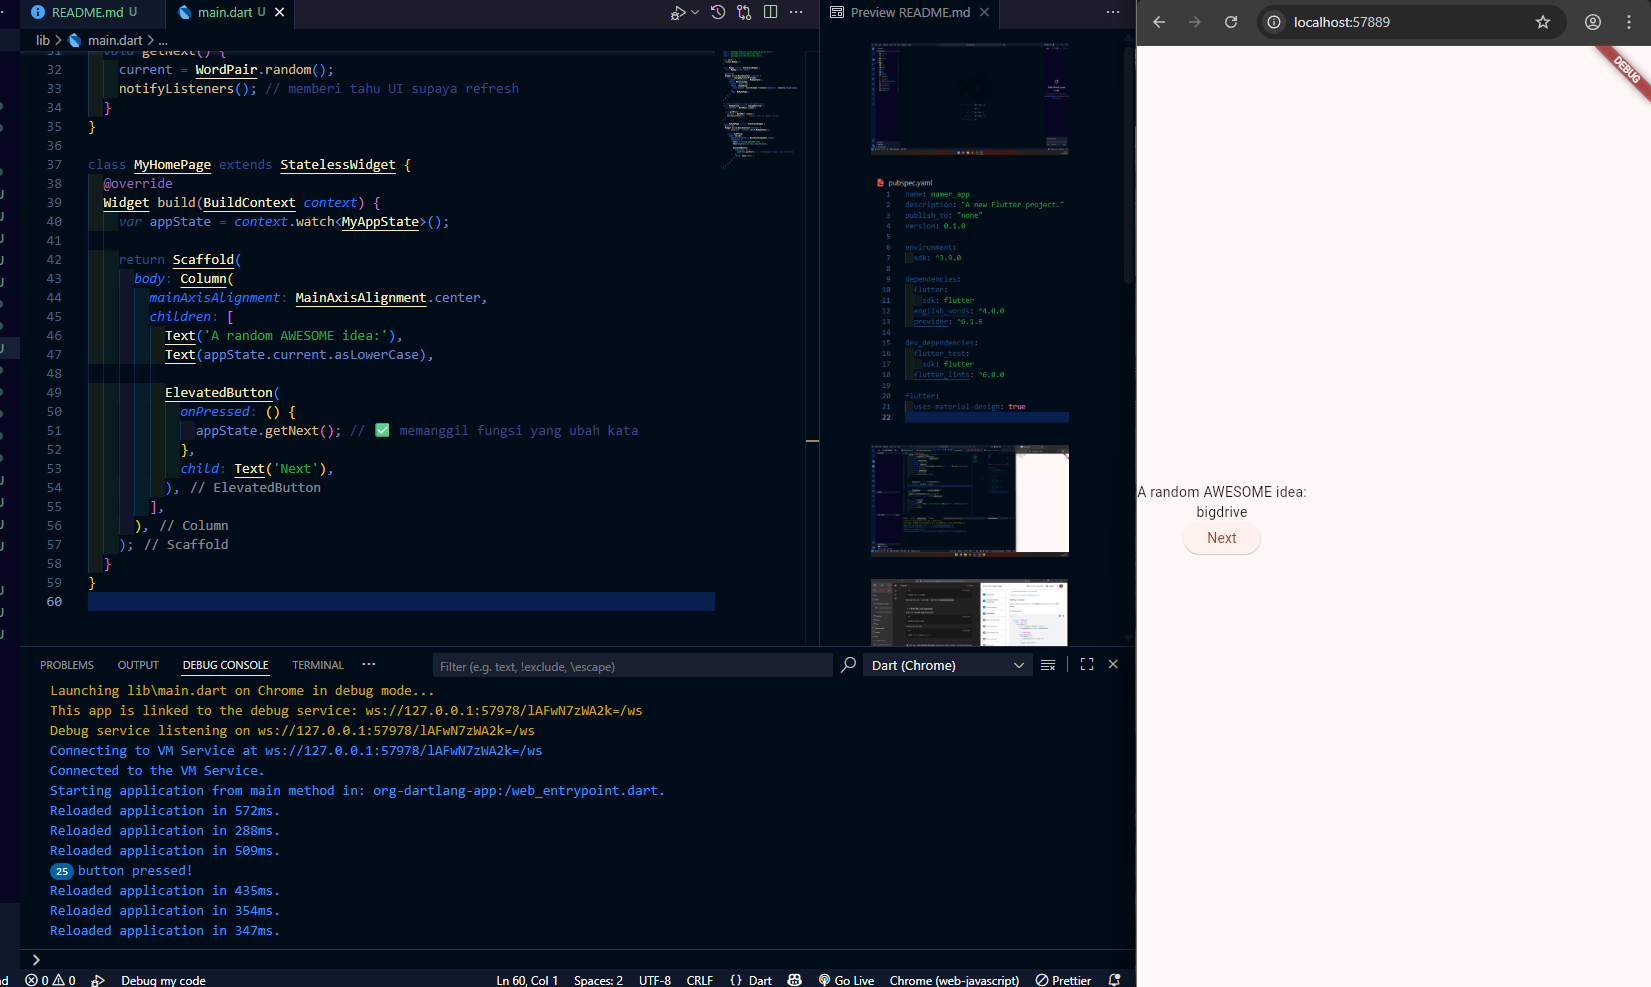 README.md U
main.dart U
lib > main.dart > ...
31 void getNext() {
32 current = WordPair.random();
33 notifyListeners(); // memberi tahu UI supaya refresh
34 }
35 }
36
37 class MyHomePage extends StatelessWidget {
38 @override
39 Widget build(BuildContext context) {
40 var appState = context.watch<MyAppState>();
41
42 return Scaffold(
43 body: Column(
44 mainAxisAlignment: MainAxisAlignment.center,
45 children: [
46 Text('A random AWESOME idea:'),
47 Text(appState.current.asLowerCase),
48
49 ElevatedButton(
50 onPressed: () {
51 appState.getNext(); // ✅ memanggil fungsi yang ubah kata
52 },
53 child: Text('Next'),
54 ), // ElevatedButton
55 ],
56 ), // Column
57 ); // Scaffold
58 }
59 }
60
Preview README.md
pubspec.yaml
1 name: namer_app
2 description: "A new Flutter project."
3 publish_to: "none"
4 version: 0.1.0
5
6 environment:
7 sdk: ^3.9.0
8
9 dependencies:
10 flutter:
11 sdk: flutter
12 english_words: ^4.0.0
13 provider: ^6.1.5
14
15 dev_dependencies:
16 flutter_test:
17 sdk: flutter
18 flutter_lints: ^6.0.0
19
20 flutter:
21 uses-material-design: true
22
PROBLEMS OUTPUT DEBUG CONSOLE TERMINAL ...
Filter (e.g. text, !exclude, \escape)
Dart (Chrome)
Launching lib\main.dart on Chrome in debug mode...
This app is linked to the debug service: ws://127.0.0.1:57978/lAFwN7zWA2k=/ws
Debug service listening on ws://127.0.0.1:57978/lAFwN7zWA2k=/ws
Connecting to VM Service at ws://127.0.0.1:57978/lAFwN7zWA2k=/ws
Connected to the VM Service.
Starting application from main method in: org-dartlang-app:/web_entrypoint.dart.
Reloaded application in 572ms.
Reloaded application in 288ms.
Reloaded application in 509ms.
25 button pressed!
Reloaded application in 435ms.
Reloaded application in 354ms.
Reloaded application in 347ms.
>
0 0 Debug my code
Ln 60, Col 1 Spaces: 2 UTF-8 CRLF {} Dart Go Live Chrome (web-javascript) Prettier
localhost:57889
DEBUG
A random AWESOME idea:
bigdrive
Next